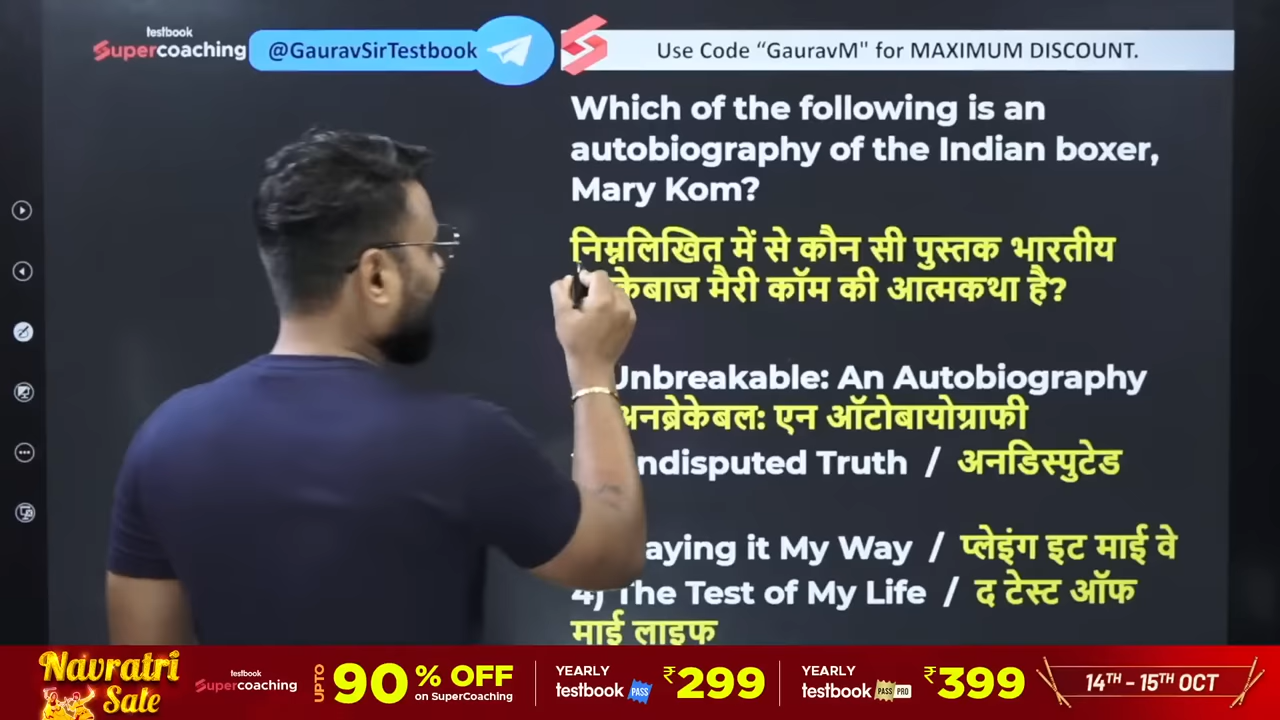 testbook
Supercoaching
@GauravSirTestbook
Use Code “GauravM" for MAXIMUM DISCOUNT.
Which of the following is an
autobiography of the Indian boxer,
Mary Kom?
निम्नलिखित में से कौन सी पुस्तक भारतीय
मैरी कॉम की आत्मकथा है?
Unbreakable: An Autobiography
अनब्रेकेबल: एन ऑटोबायोग्राफी
Truth / अनडिस्पुटेड
it My Way / प्लेइंग इट माई वे
4) The Test of My Life / द टेस्ट ऑफ
माई लाइफ
Navratri
Sale
testbook
Supercoaching
UPTO
90% OFF
on SuperCoaching
YEARLY
testbook PASS
₹299
YEARLY
testbook PASS PRO
₹399
14TH - 15TH OCT